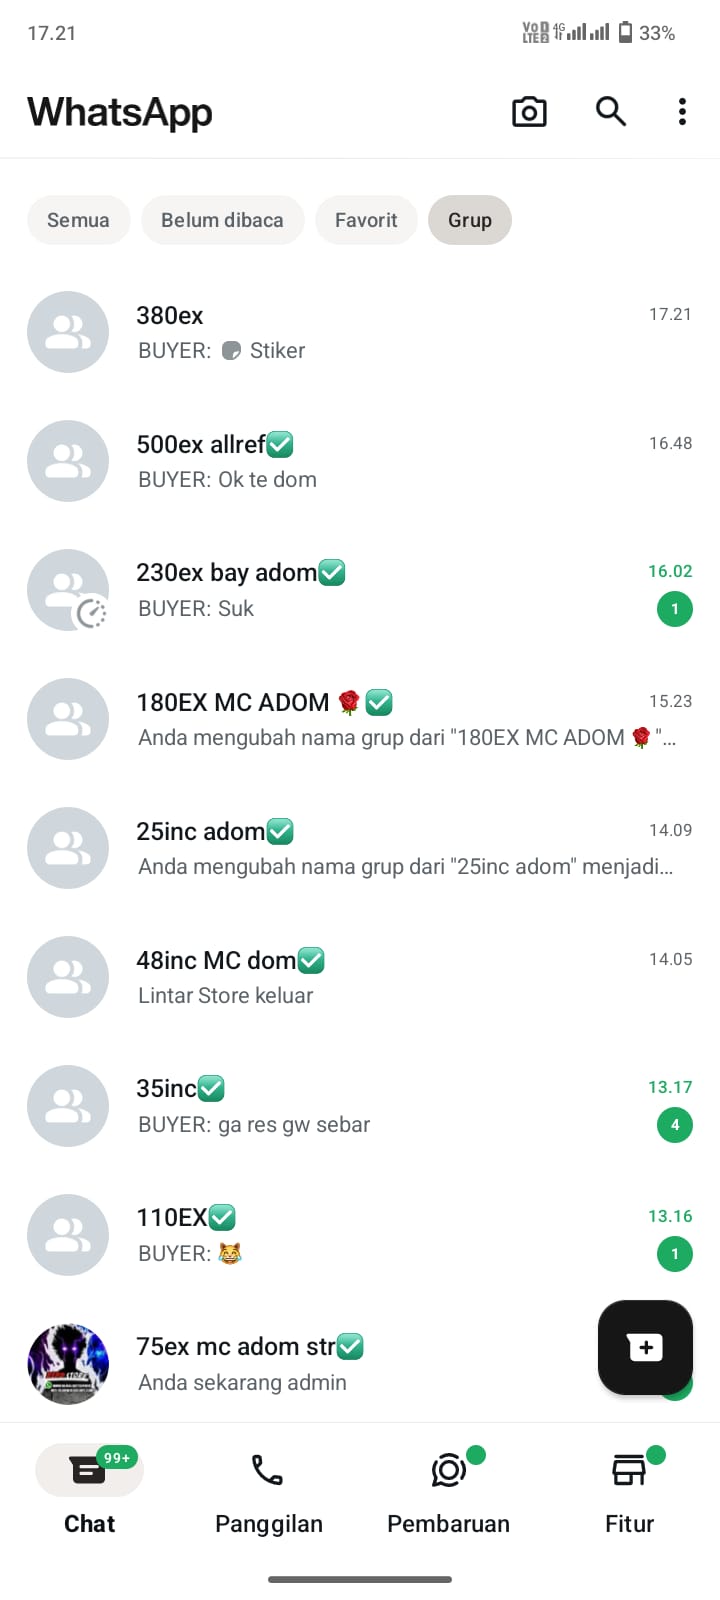 17.21
VoD LTE2 4G 33%
WhatsApp
Semua Belum dibaca Favorit Grup
380ex 17.21
BUYER: Stiker
500ex allref✅ 16.48
BUYER: Ok te dom
230ex bay adom✅ 16.02
BUYER: Suk 1
180EX MC ADOM 🌹✅ 15.23
Anda mengubah nama grup dari "180EX MC ADOM 🌹"...
25inc adom✅ 14.09
Anda mengubah nama grup dari "25inc adom" menjadi...
48inc MC dom✅ 14.05
Lintar Store keluar
35inc✅ 13.17
BUYER: ga res gw sebar 4
110EX✅ 13.16
BUYER: 😹 1
75ex mc adom str✅
Anda sekarang admin
99+
Chat Panggilan Pembaruan Fitur